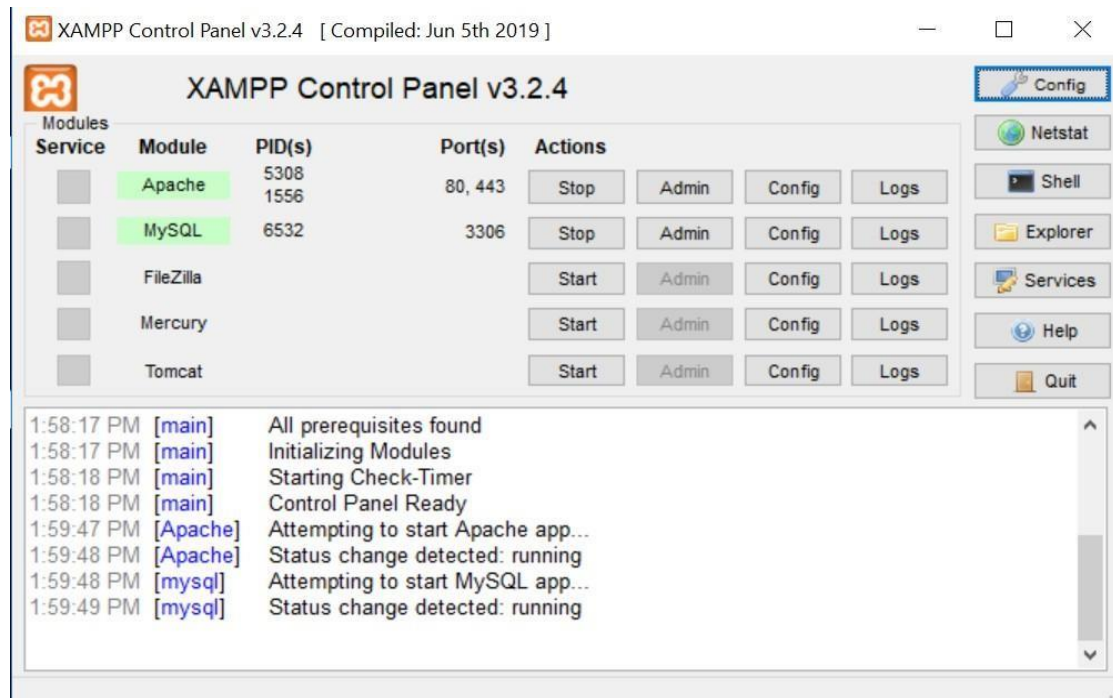 XAMPP Control Panel v3.2.4 [ Compiled: Jun 5th 2019 ]
XAMPP Control Panel v3.2.4
Config
Modules
Netstat
Service Module PID(s) Port(s) Actions
Apache 5308 1556 80, 443 Stop Admin Config Logs
Shell
MySQL 6532 3306 Stop Admin Config Logs
Explorer
FileZilla Start Admin Config Logs
Services
Mercury Start Admin Config Logs
Help
Tomcat Start Admin Config Logs
Quit
1:58:17 PM [main] All prerequisites found
1:58:17 PM [main] Initializing Modules
1:58:18 PM [main] Starting Check-Timer
1:58:18 PM [main] Control Panel Ready
1:59:47 PM [Apache] Attempting to start Apache app...
1:59:48 PM [Apache] Status change detected: running
1:59:48 PM [mysql] Attempting to start MySQL app...
1:59:49 PM [mysql] Status change detected: running